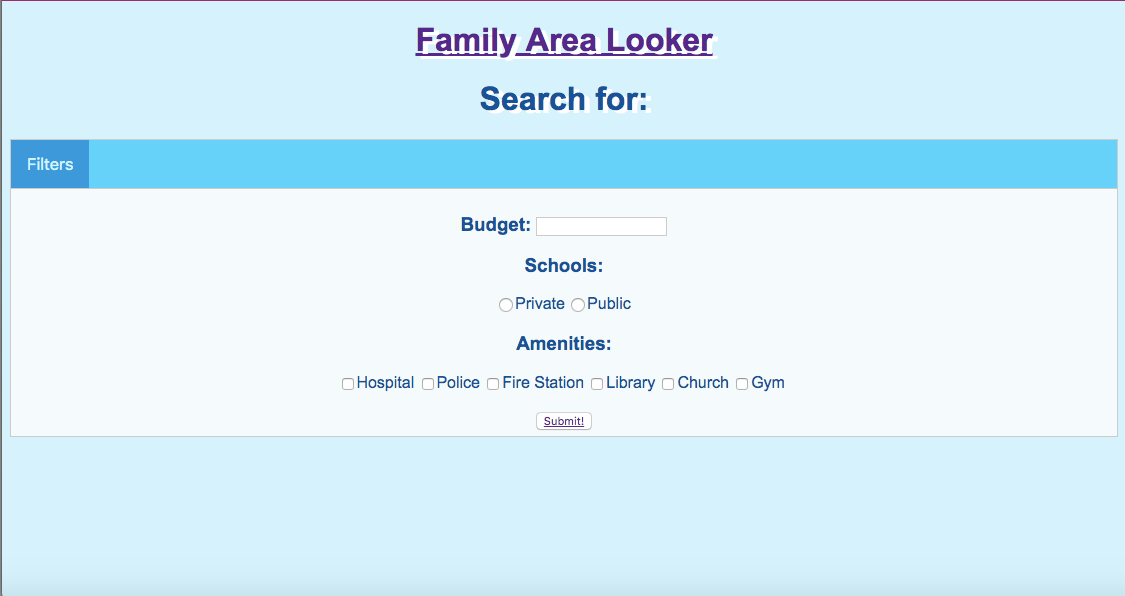 Family Area Looker
Search for:
Filters
Budget:
Schools:
Private Public
Amenities:
Hospital Police Fire Station Library Church Gym
Submit!